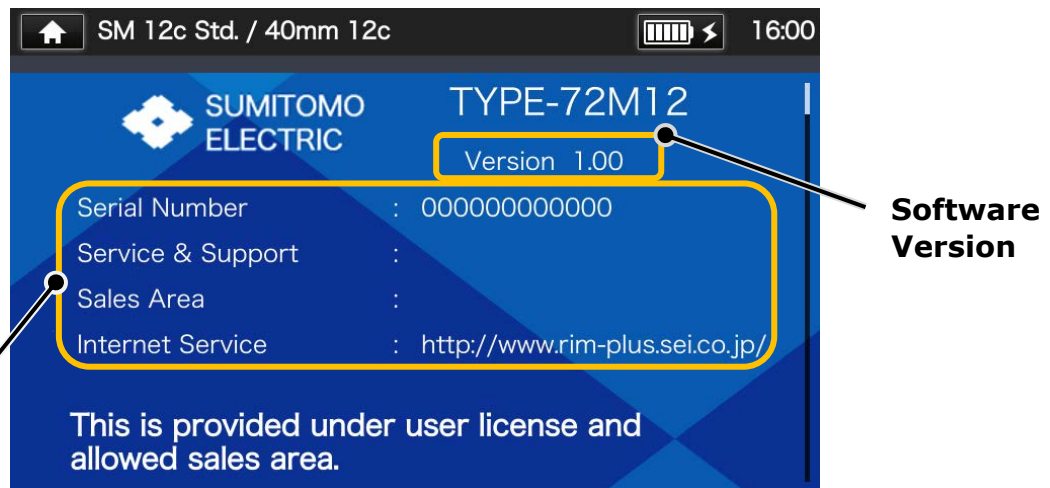 SM 12c Std. / 40mm 12c 16:00
SUMITOMO
ELECTRIC
TYPE-72M12
Version 1.00
Serial Number : 000000000000
Service & Support :
Sales Area :
Internet Service : http://www.rim-plus.sei.co.jp/
This is provided under user license and
allowed sales area.
Software
Version